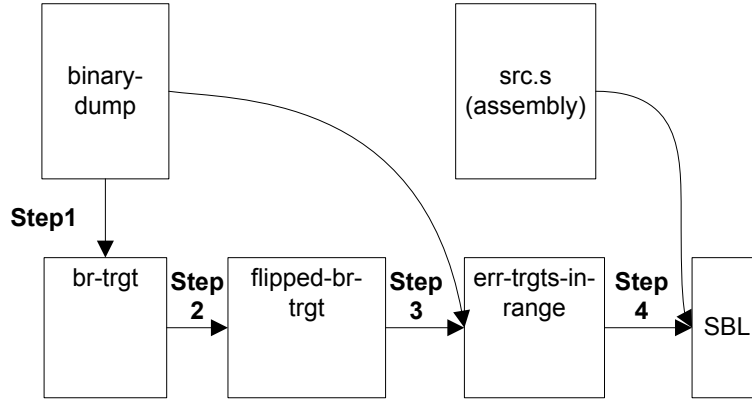 binary-
dump
src.s
(assembly)
Step1
br-trgt
Step
2
flipped-br-
trgt
Step
3
err-trgts-in-
range
Step
4
SBL